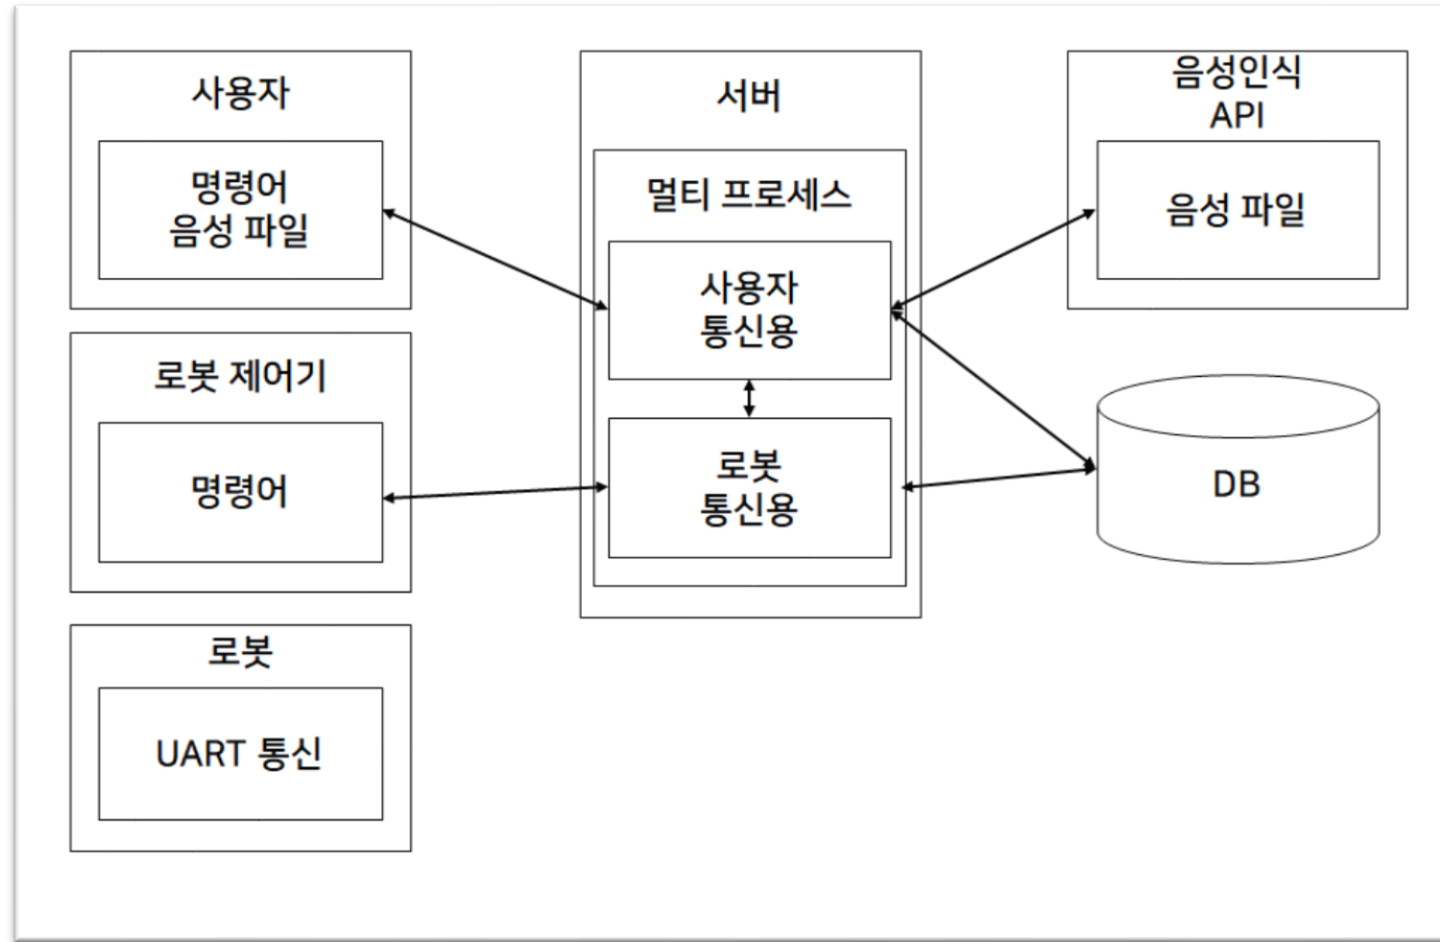 사용자
명령어
음성 파일
로봇 제어기
명령어
로봇
UART 통신
서버
멀티 프로세스
사용자
통신용
로봇
통신용
음성인식
API
음성 파일
DB